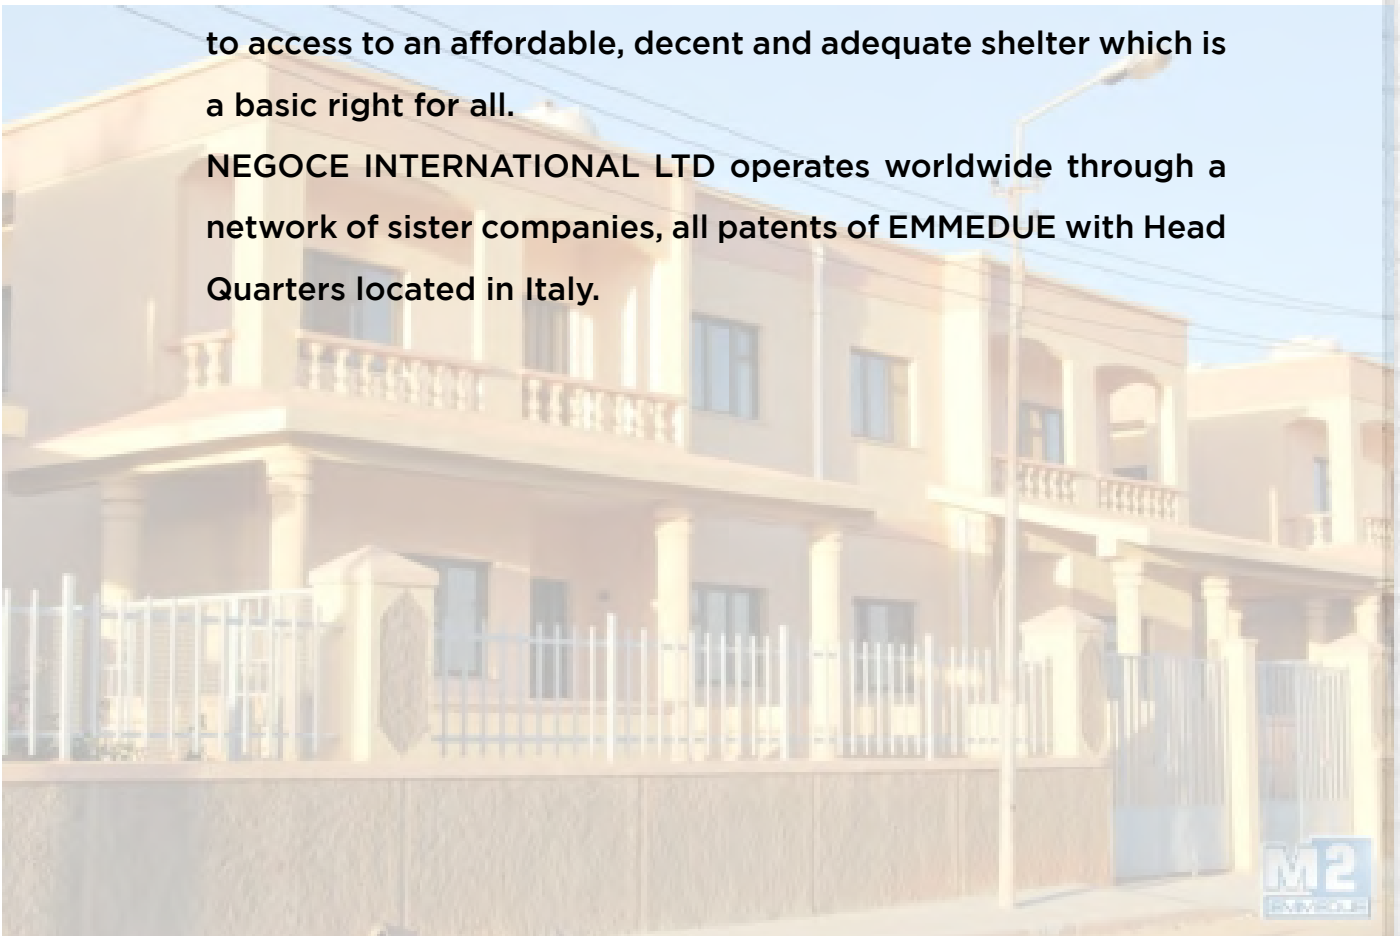 to access to an affordable, decent and adequate shelter which is
a basic right for all.
NEGOCE INTERNATIONAL LTD operates worldwide through a
network of sister companies, all patents of EMMEDUE with Head
Quarters located in Italy.
M2
EMMEDUE